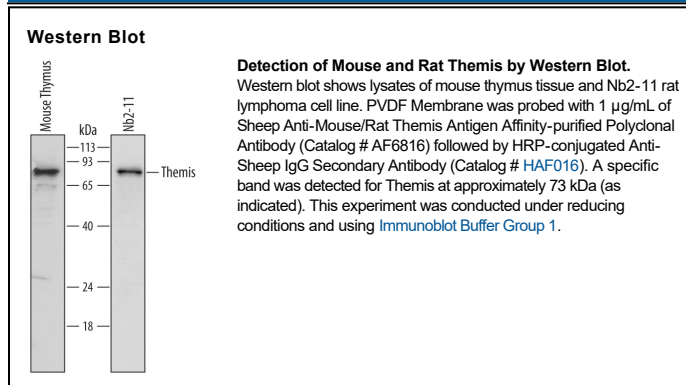 Western Blot
Mouse Thymus
Nb2-11
kDa
113
93
65
40
24
18
Themis
Detection of Mouse and Rat Themis by Western Blot.
Western blot shows lysates of mouse thymus tissue and Nb2-11 rat
lymphoma cell line. PVDF Membrane was probed with 1 µg/mL of
Sheep Anti-Mouse/Rat Themis Antigen Affinity-purified Polyclonal
Antibody (Catalog # AF6816) followed by HRP-conjugated Anti-
Sheep IgG Secondary Antibody (Catalog # HAF016). A specific
band was detected for Themis at approximately 73 kDa (as
indicated). This experiment was conducted under reducing
conditions and using Immunoblot Buffer Group 1.